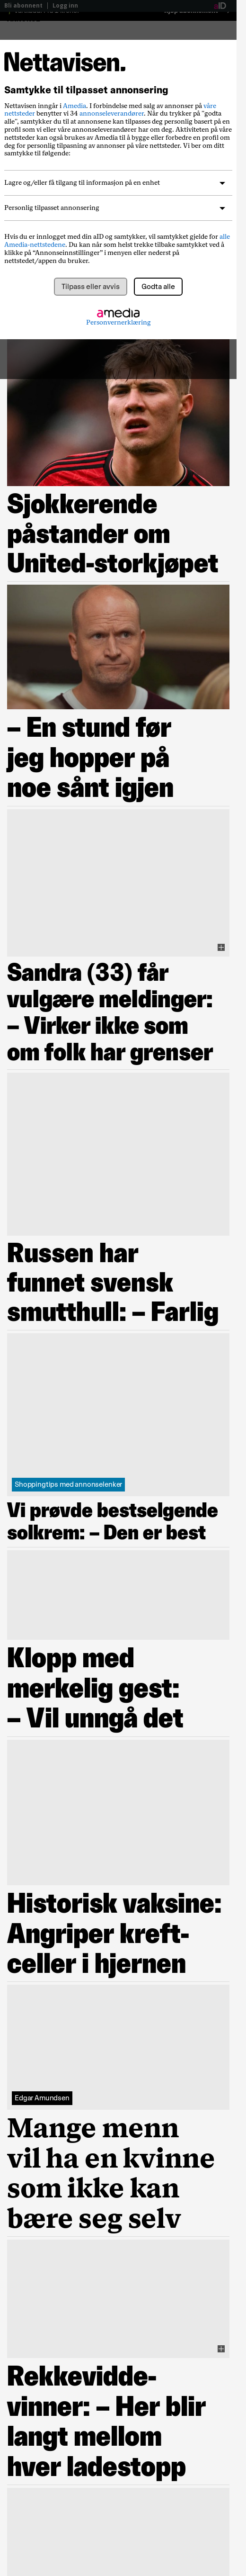 Bli abonnent | Logg inn
Nettavisen.
Samtykke til tilpasset annonsering
Nettavisen inngår i Amedia. I forbindelse med salg av annonser på våre
nettsteder benytter vi 34 annonseleverandører. Når du trykker på "godta
alle", samtykker du til at annonsene kan tilpasses deg personlig basert på en
profil som vi eller våre annonseleverandører har om deg. Aktiviteten på våre
nettsteder kan også brukes av Amedia til å bygge eller forbedre en profil om
deg for personlig tilpasning av annonser på våre nettsteder. Vi ber om ditt
samtykke til følgende:
Lagre og/eller få tilgang til informasjon på en enhet
Personlig tilpasset annonsering
Hvis du er innlogget med din aID og samtykker, vil samtykket gjelde for alle
Amedia-nettstedene. Du kan når som helst trekke tilbake samtykket ved å
klikke på “Annonseinnstillinger” i menyen eller nederst på
nettstedet/appen du bruker.
Tilpass eller avvis
Godta alle
amedia
Personvernerklæring
Sjokkerende
påstander om
United-storkjøpet
– En stund før
jeg hopper på
noe sånt igjen
Sandra (33) får
vulgære meldinger:
– Virker ikke som
om folk har grenser
Russen har
funnet svensk
smutthull: – Farlig
Shoppingtips med annonselenker
Vi prøvde bestselgende
solkrem: – Den er best
Klopp med
merkelig gest:
– Vil unngå det
Historisk vaksine:
Angriper kreft-
celler i hjernen
Edgar Amundsen
Mange menn
vil ha en kvinne
som ikke kan
bære seg selv
Rekkevidde-
vinner: – Her blir
langt mellom
hver ladestopp